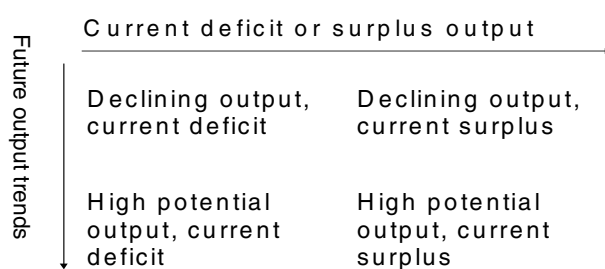 Current deficit or surplus output
Future output trends
Declining output,
current deficit
Declining output,
current surplus
High potential
output, current
deficit
High potential
output, current
surplus